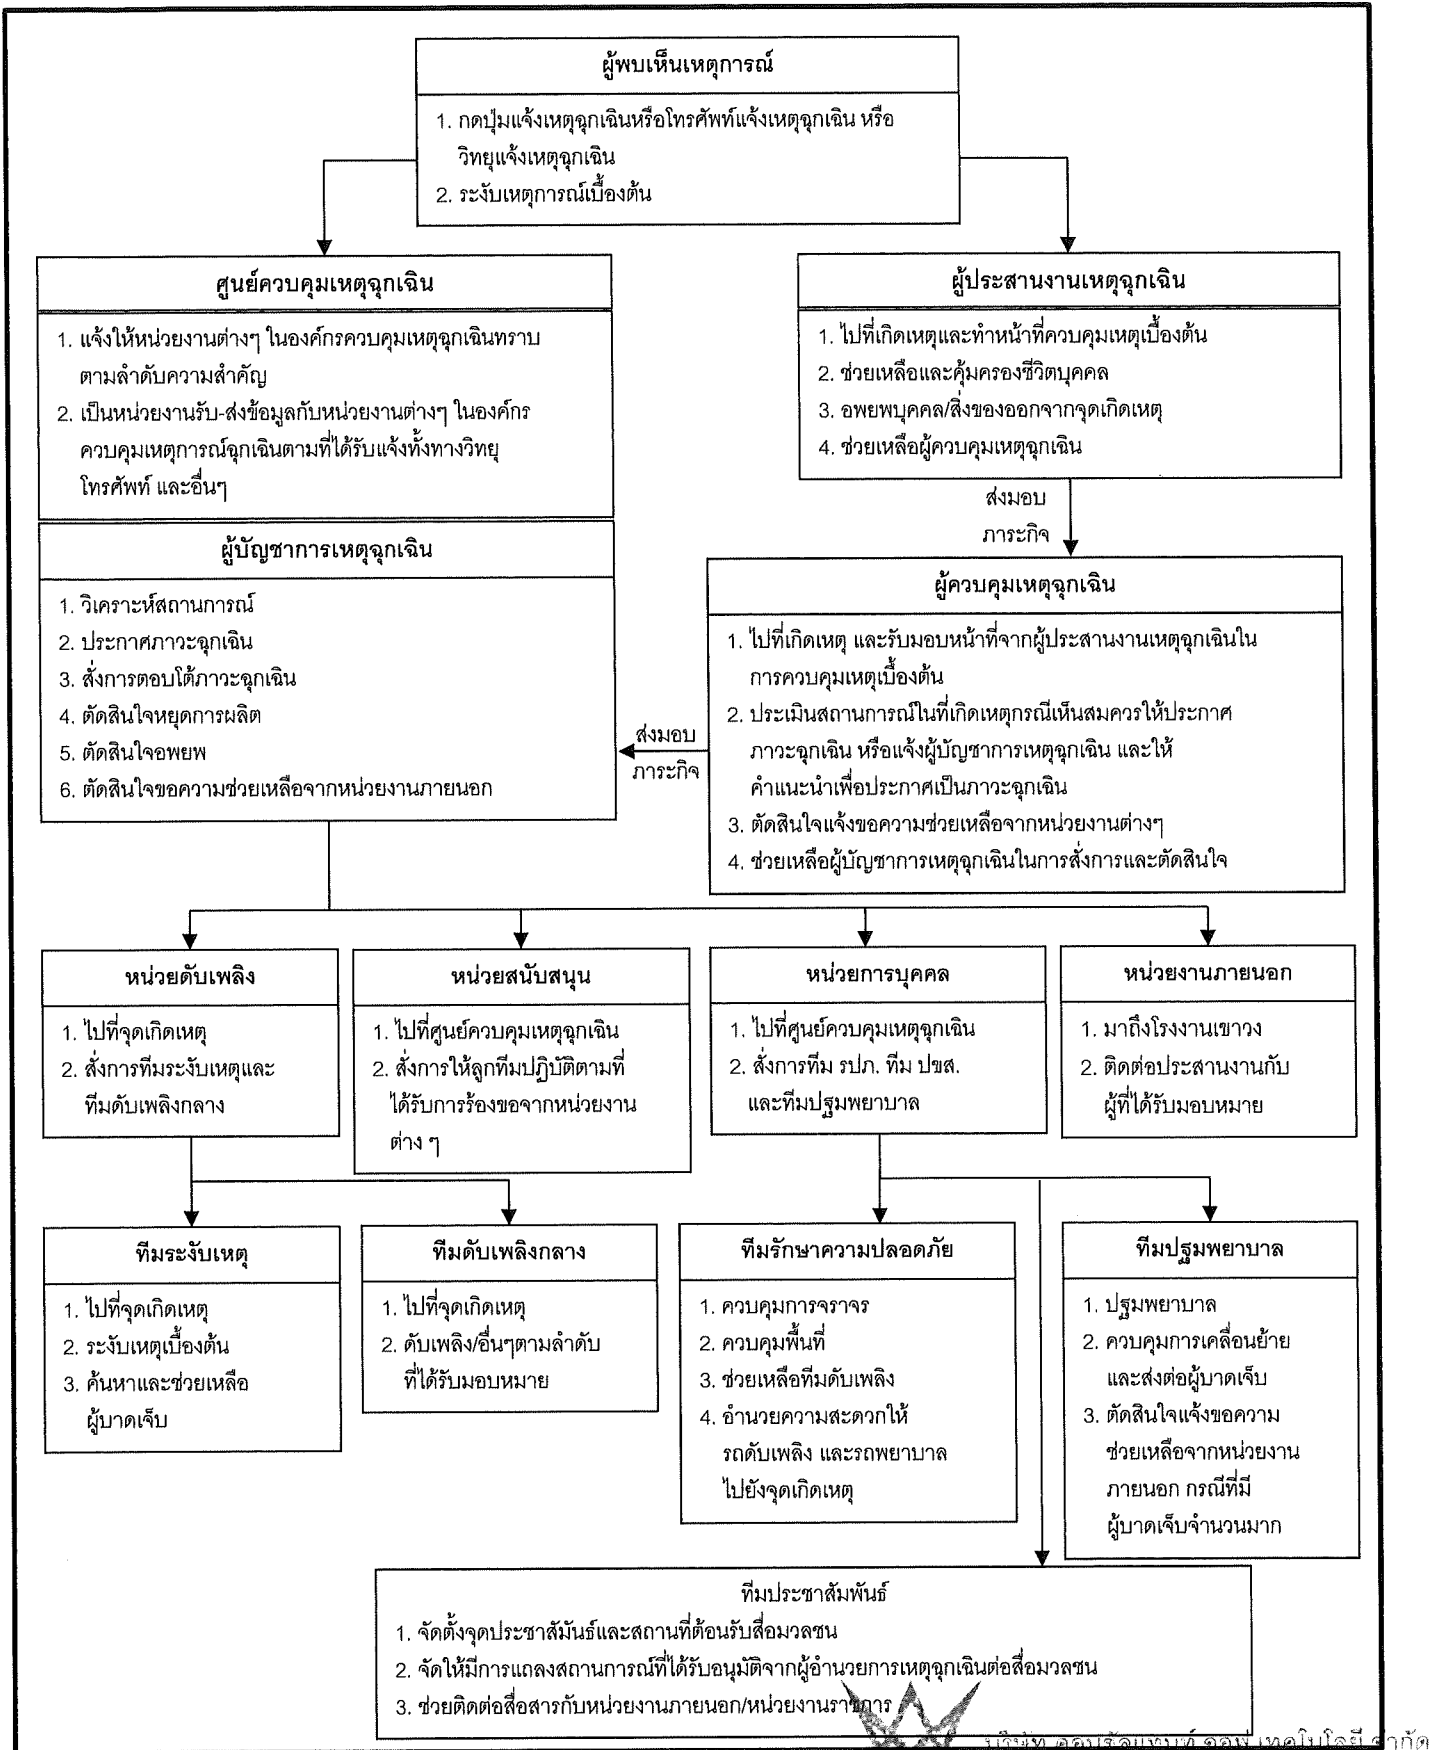 ผู้พบเห็นเหตุการณ์
1. กดปุ่มแจ้งเหตุฉุกเฉินหรือโทรศัพท์แจ้งเหตุฉุกเฉิน หรือ
วิทยุแจ้งเหตุฉุกเฉิน
2. ระงับเหตุการณ์เบื้องต้น
ศูนย์ควบคุมเหตุฉุกเฉิน
1. แจ้งให้หน่วยงานต่างๆ ในองค์กรควบคุมเหตุฉุกเฉินทราบ
ตามลำดับความสำคัญ
2. เป็นหน่วยงานรับ-ส่งข้อมูลกับหน่วยงานต่างๆ ในองค์กร
ควบคุมเหตุการณ์ฉุกเฉินตามที่ได้รับแจ้งทั้งทางวิทยุ
โทรศัพท์ และอื่นๆ
ผู้ประสานงานเหตุฉุกเฉิน
1. ไปที่เกิดเหตุและทำหน้าที่ควบคุมเหตุเบื้องต้น
2. ช่วยเหลือและคุ้มครองชีวิตบุคคล
3. อพยพบุคคล/สิ่งของออกจากจุดเกิดเหตุ
4. ช่วยเหลือผู้ควบคุมเหตุฉุกเฉิน
ส่งมอบ
ภาระกิจ
ผู้บัญชาการเหตุฉุกเฉิน
1. วิเคราะห์สถานการณ์
2. ประกาศภาวะฉุกเฉิน
3. สั่งการตอบโต้ภาวะฉุกเฉิน
4. ตัดสินใจหยุดการผลิต
5. ตัดสินใจอพยพ
6. ตัดสินใจขอความช่วยเหลือจากหน่วยงานภายนอก
ส่งมอบ
ภาระกิจ
ผู้ควบคุมเหตุฉุกเฉิน
1. ไปที่เกิดเหตุ และรับมอบหน้าที่จากผู้ประสานงานเหตุฉุกเฉินใน
การควบคุมเหตุเบื้องต้น
2. ประเมินสถานการณ์ในที่เกิดเหตุกรณีเห็นสมควรให้ประกาศ
ภาวะฉุกเฉิน หรือแจ้งผู้บัญชาการเหตุฉุกเฉิน และให้
คำแนะนำเพื่อประกาศเป็นภาวะฉุกเฉิน
3. ตัดสินใจแจ้งขอความช่วยเหลือจากหน่วยงานต่างๆ
4. ช่วยเหลือผู้บัญชาการเหตุฉุกเฉินในการสั่งการและตัดสินใจ
หน่วยดับเพลิง
1. ไปที่จุดเกิดเหตุ
2. สั่งการทีมระงับเหตุและ
ทีมดับเพลิงกลาง
หน่วยสนับสนุน
1. ไปที่ศูนย์ควบคุมเหตุฉุกเฉิน
2. สั่งการให้ลูกทีมปฏิบัติตามที่
ได้รับการร้องขอจากหน่วยงาน
ต่าง ๆ
หน่วยการบุคคล
1. ไปที่ศูนย์ควบคุมเหตุฉุกเฉิน
2. สั่งการทีม รปภ. ทีม ปขส.
และทีมปฐมพยาบาล
หน่วยงานภายนอก
1. มาถึงโรงงานเขาวง
2. ติดต่อประสานงานกับ
ผู้ที่ได้รับมอบหมาย
ทีมระงับเหตุ
1. ไปที่จุดเกิดเหตุ
2. ระงับเหตุเบื้องต้น
3. ค้นหาและช่วยเหลือ
ผู้บาดเจ็บ
ทีมดับเพลิงกลาง
1. ไปที่จุดเกิดเหตุ
2. ดับเพลิง/อื่นๆตามลำดับ
ที่ได้รับมอบหมาย
ทีมรักษาความปลอดภัย
1. ควบคุมการจราจร
2. ควบคุมพื้นที่
3. ช่วยเหลือทีมดับเพลิง
4. อำนวยความสะดวกให้
รถดับเพลิง และรถพยาบาล
ไปยังจุดเกิดเหตุ
ทีมปฐมพยาบาล
1. ปฐมพยาบาล
2. ควบคุมการเคลื่อนย้าย
และส่งต่อผู้บาดเจ็บ
3. ตัดสินใจแจ้งขอความ
ช่วยเหลือจากหน่วยงาน
ภายนอก กรณีที่มี
ผู้บาดเจ็บจำนวนมาก
ทีมประชาสัมพันธ์
1. จัดตั้งจุดประชาสัมันธ์และสถานที่ต้อนรับสื่อมวลชน
2. จัดให้มีการแถลงสถานการณ์ที่ได้รับอนุมัติจากผู้อำนวยการเหตุฉุกเฉินต่อสื่อมวลชน
3. ช่วยติดต่อสื่อสารกับหน่วยงานภายนอก/หน่วยงานราชการ